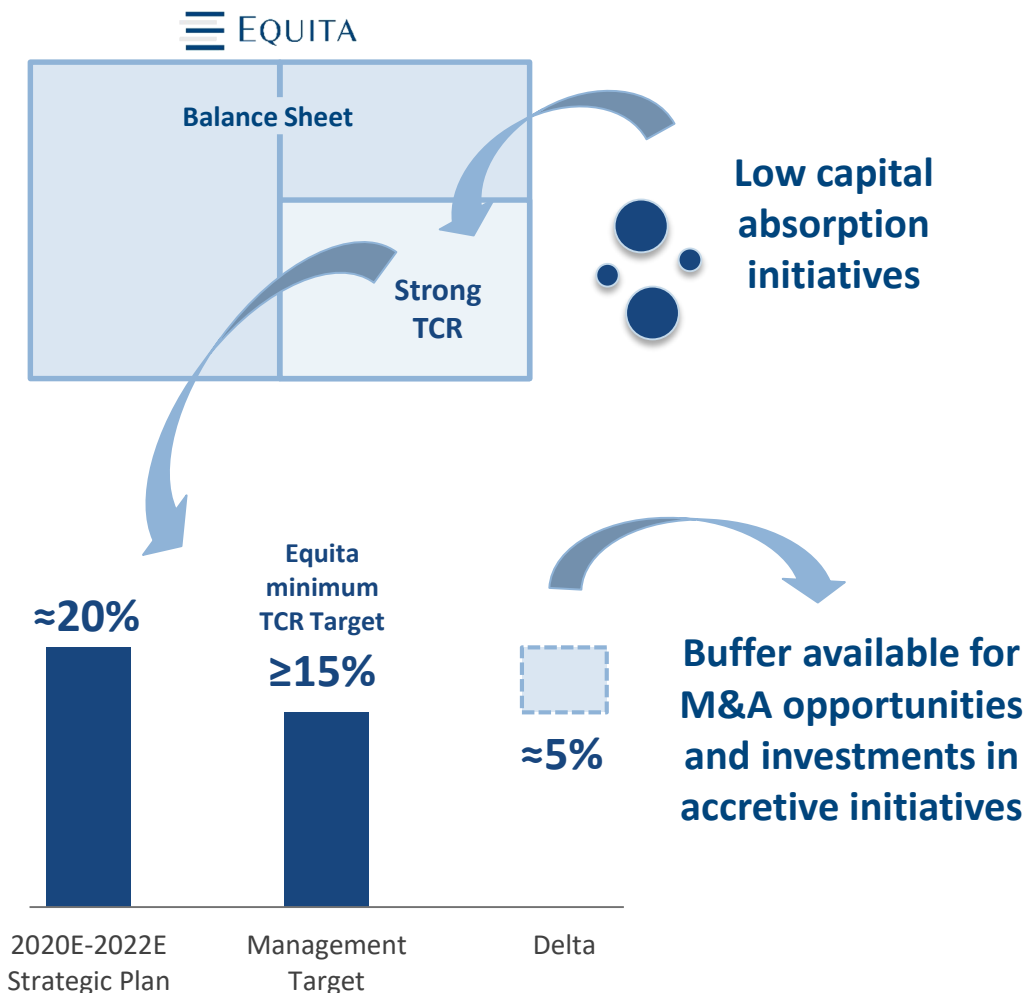 EQUITA
Balance Sheet
Low capital
absorption
initiatives
Strong
TCR
Equita
minimum
TCR Target
≈20%
≥15%
≈5%
Buffer available for
M&A opportunities
and investments in
accretive initiatives
2020E-2022E
Strategic Plan
Management
Target
Delta